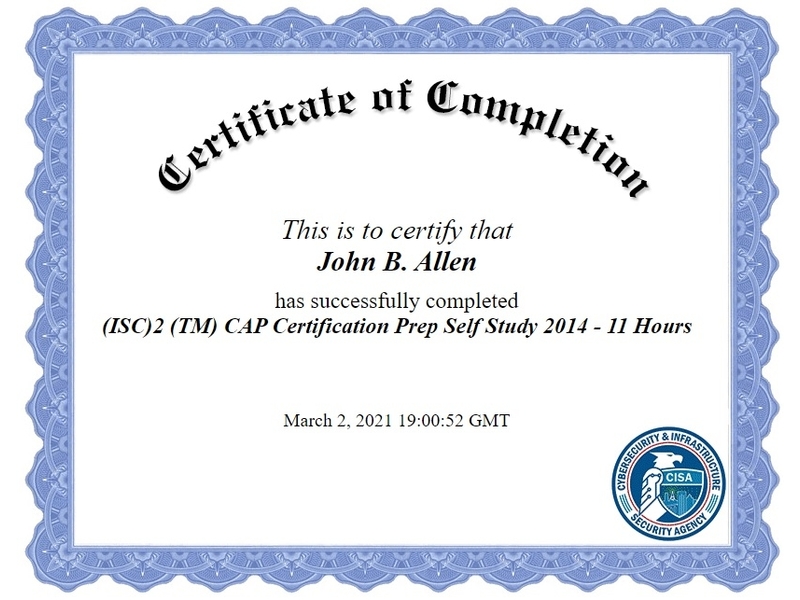 Certificate of Completion
This is to certify that
John B. Allen
has successfully completed
(ISC)2 (TM) CAP Certification Prep Self Study 2014 - 11 Hours
March 2, 2021 19:00:52 GMT
CYBERSECURITY & INFRASTRUCTURE
CISA
SECURITY AGENCY